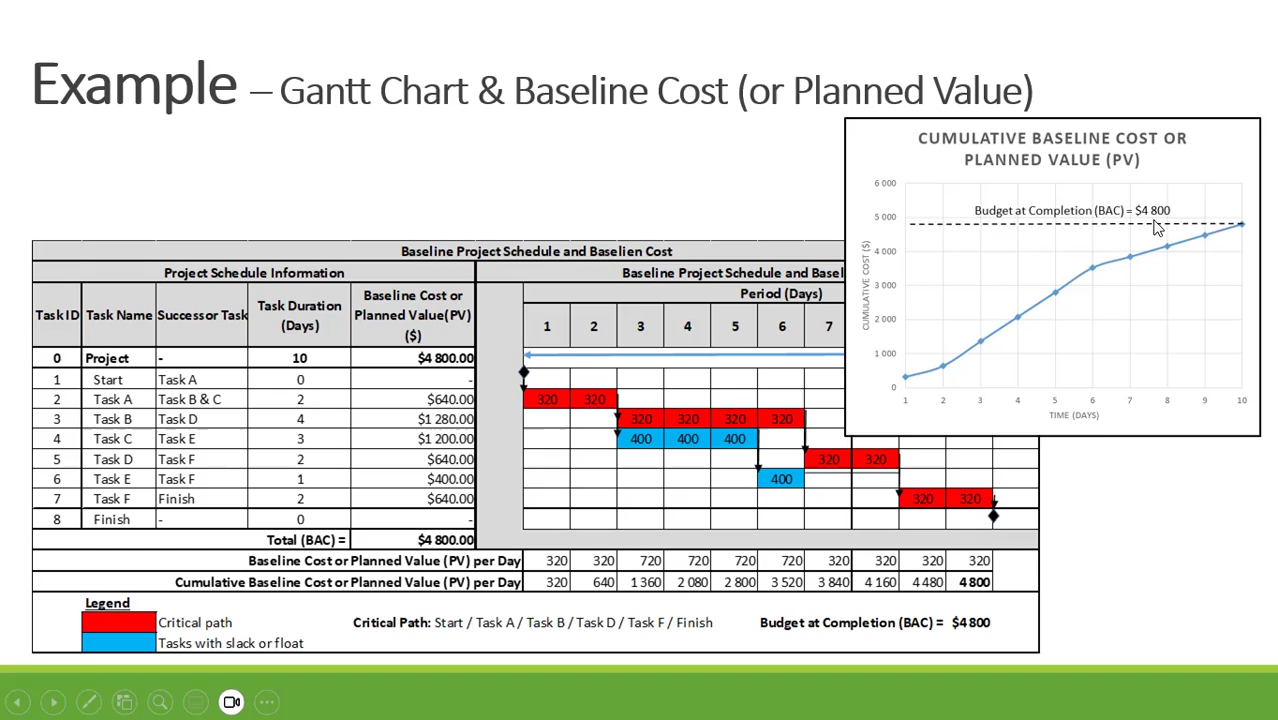 Example – Gantt Chart & Baseline Cost (or Planned Value)
CUMULATIVE BASELINE COST OR
PLANNED VALUE (PV)
6 000
5 000
4 000
3 000
2 000
1 000
0
CUMULATIVE COST ($)
Budget at Completion (BAC) = $4 800
1 2 3 4 5 6 7 8 9 10
TIME (DAYS)
Baseline Project Schedule and Baselien Cost
Project Schedule Information
Baseline Project Schedule and Basel
Task ID Task Name Successor Task Task Duration (Days) Baseline Cost or Planned Value(PV) ($)
Period (Days)
1 2 3 4 5 6 7
0 Project - 10 $4 800.00
1 Start Task A 0 -
2 Task A Task B & C 2 $640.00 320 320
3 Task B Task D 4 $1 280.00 320 320 320 320
4 Task C Task E 3 $1 200.00 400 400 400
5 Task D Task F 2 $640.00 320 320
6 Task E Task F 1 $400.00 400
7 Task F Finish 2 $640.00 320 320
8 Finish - 0 -
Total (BAC) = $4 800.00
Baseline Cost or Planned Value (PV) per Day 320 320 720 720 720 720 320 320 320 320
Cumulative Baseline Cost or Planned Value (PV) per Day 320 640 1 360 2 080 2 800 3 520 3 840 4 160 4 480 4 800
Legend
Critical path
Critical Path: Start / Task A / Task B / Task D / Task F / Finish
Budget at Completion (BAC) = $4 800
Tasks with slack or float